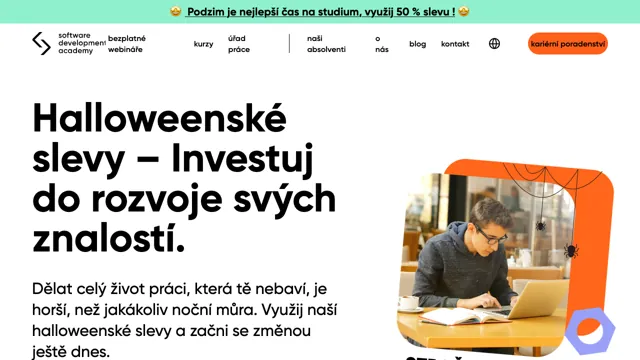 🤩 Podzim je nejlepší čas na studium, využij 50 % slevu ! 🤩
software
development
academy
bezplatné
webináře
kurzy
úřad
práce
naši
absolventi
o
nás
blog
kontakt
kariérní poradenství
Halloweenské
slevy – Investuj
do rozvoje svých
znalostí.
Dělat celý život práci, která tě nebaví, je
horší, než jakákoliv noční můra. Využij naší
halloweenské slevy a začni se změnou
ještě dnes.